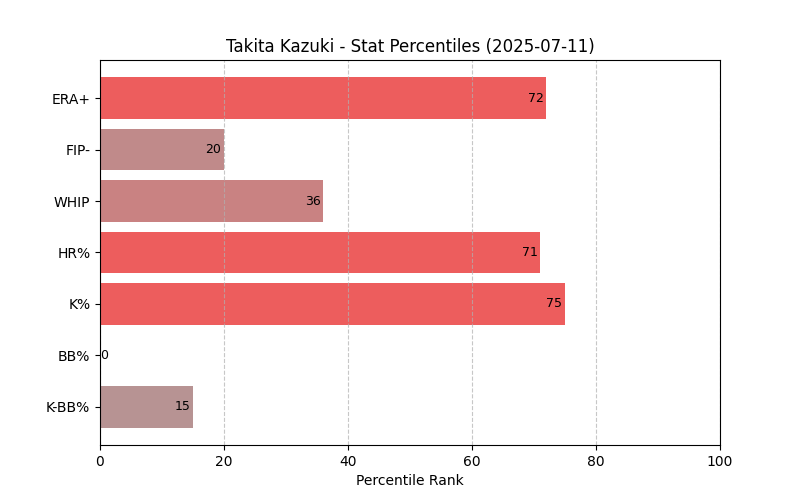 Takita Kazuki - Stat Percentiles (2025-07-11)
ERA+ 72
FIP- 20
WHIP 36
HR% 71
K% 75
BB% 0
K-BB% 15
0 20 40 60 80 100
Percentile Rank